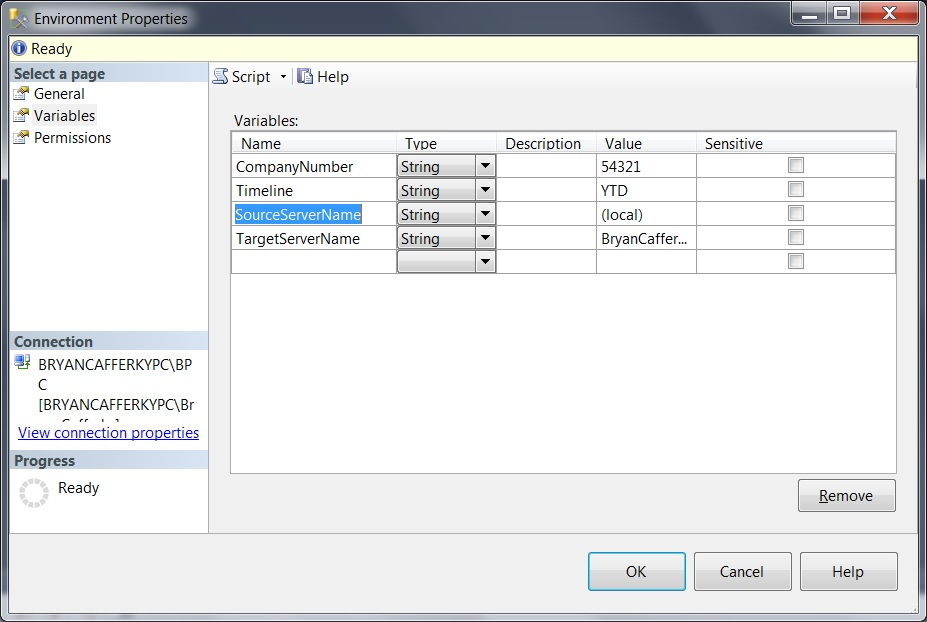 Environment Properties
Ready
Select a page
General
Variables
Permissions
Script Help
Variables:
Name Type Description Value Sensitive
CompanyNumber String 54321
Timeline String YTD
SourceServerName String (local)
TargetServerName String BryanCaffer...
Connection
BRYANCAFFERKYPC\BP
C
[BRYANCAFFERKYPC\Br
View connection properties
Progress
Ready
Remove
OK Cancel Help